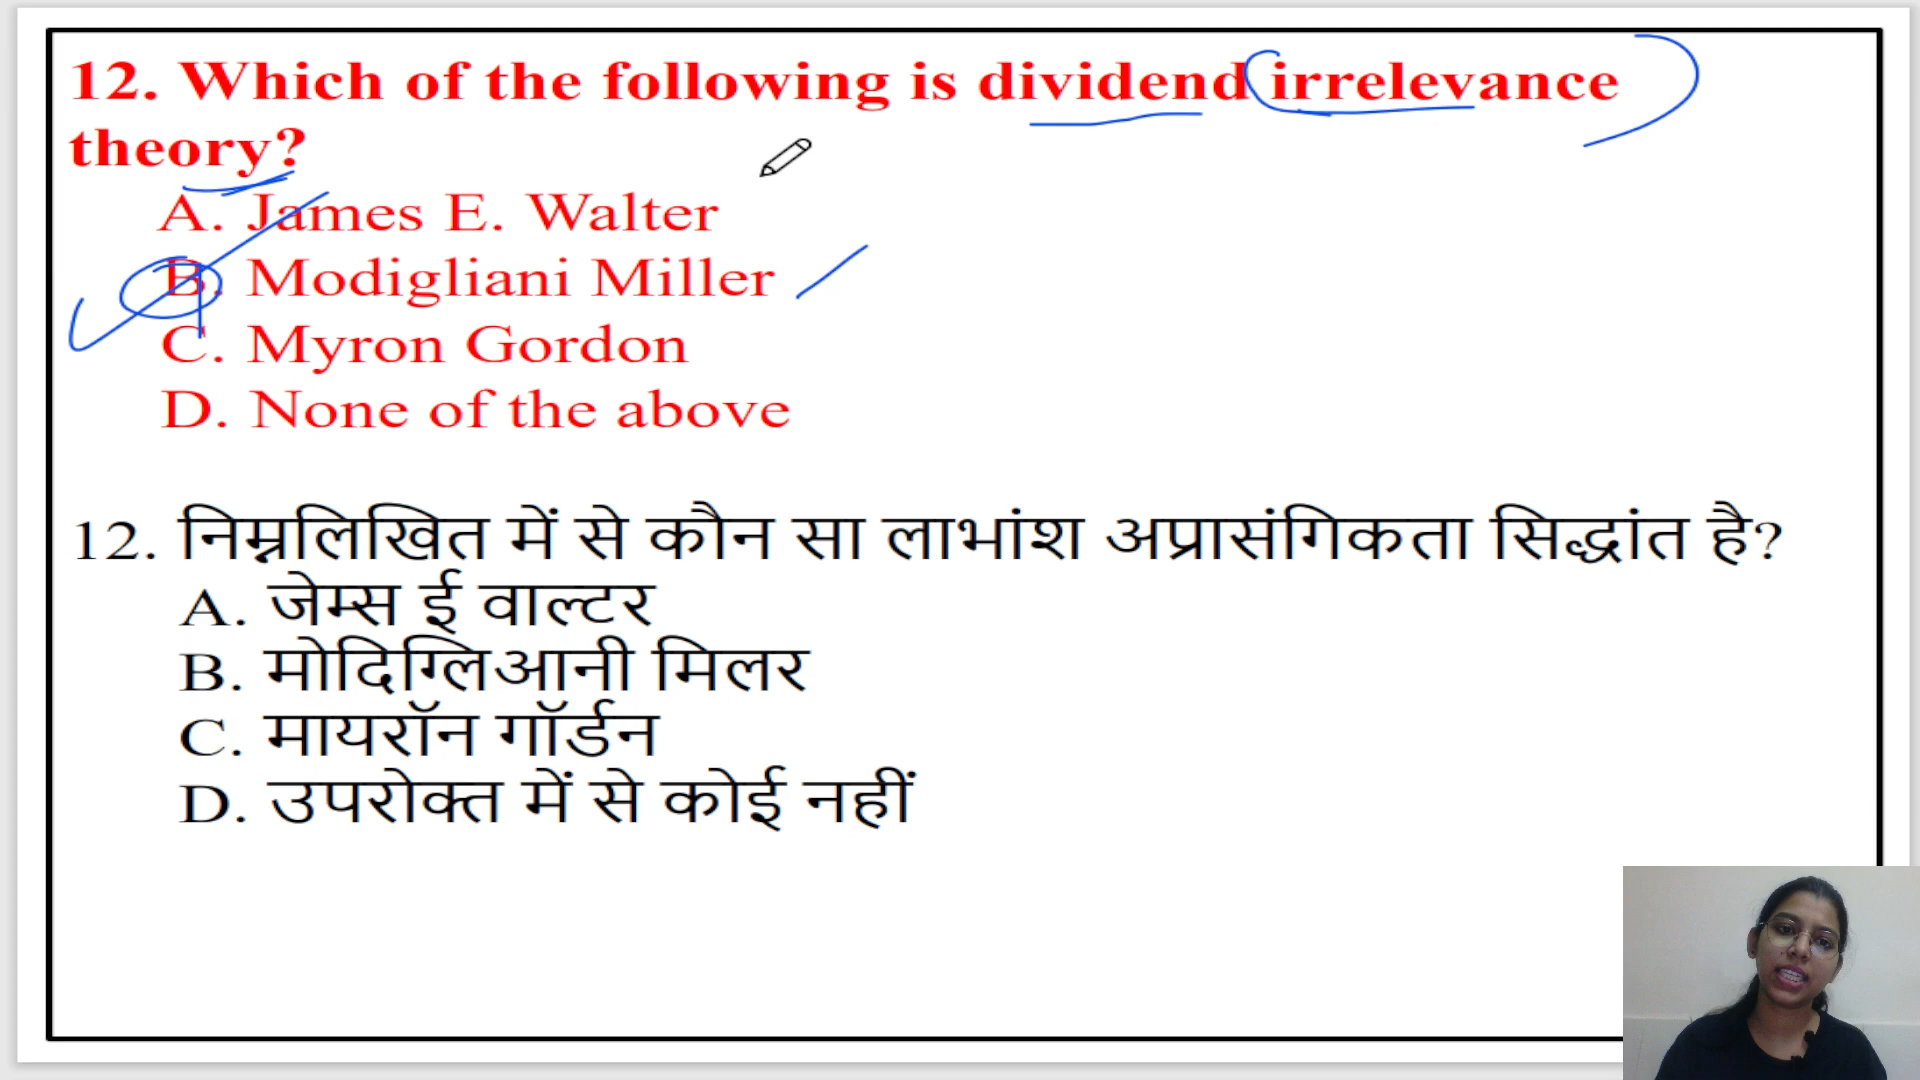 12. Which of the following is dividend irrelevance
theory?
A. James E. Walter
B. Modigliani Miller
C. Myron Gordon
D. None of the above
12. निम्नलिखित में से कौन सा लाभांश अप्रासंगिकता सिद्धांत है?
A. जेम्स ई वाल्टर
B. मोदिग्लिआनी मिलर
C. मायरॉन गॉर्डन
D. उपरोक्त में से कोई नहीं